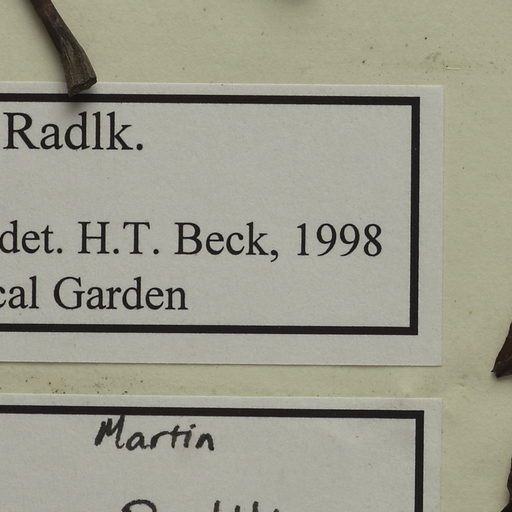 Radlk.
det. H.T. Beck, 1998
cal Garden
Martin